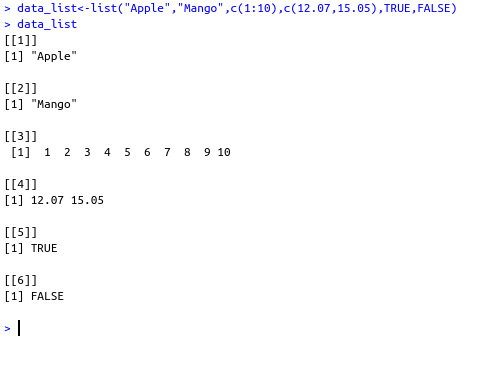 > data_list<-list("Apple","Mango",c(1:10),c(12.07,15.05),TRUE,FALSE)
> data_list
[[1]]
[1] "Apple"
[[2]]
[1] "Mango"
[[3]]
 [1]  1  2  3  4  5  6  7  8  9 10
[[4]]
[1] 12.07 15.05
[[5]]
[1] TRUE
[[6]]
[1] FALSE
>